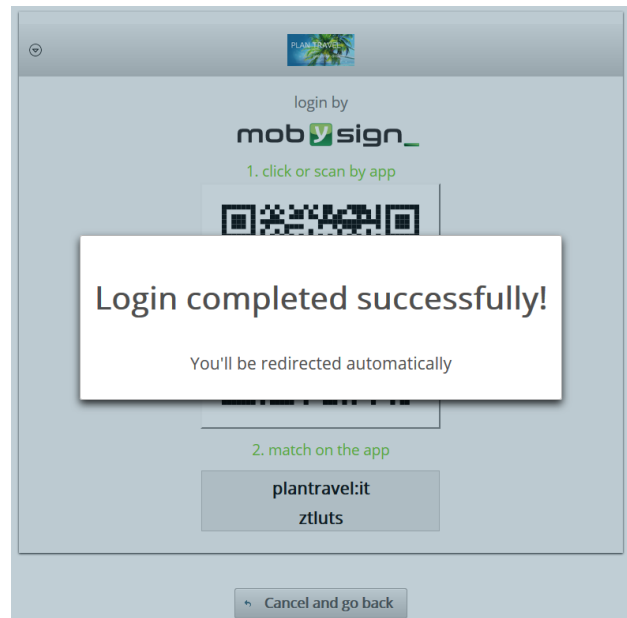 PLAN TRAVEL
login by
mobysign_
1. click or scan by app
Login completed successfully!
You'll be redirected automatically
2. match on the app
plantravel:it
ztluts
Cancel and go back